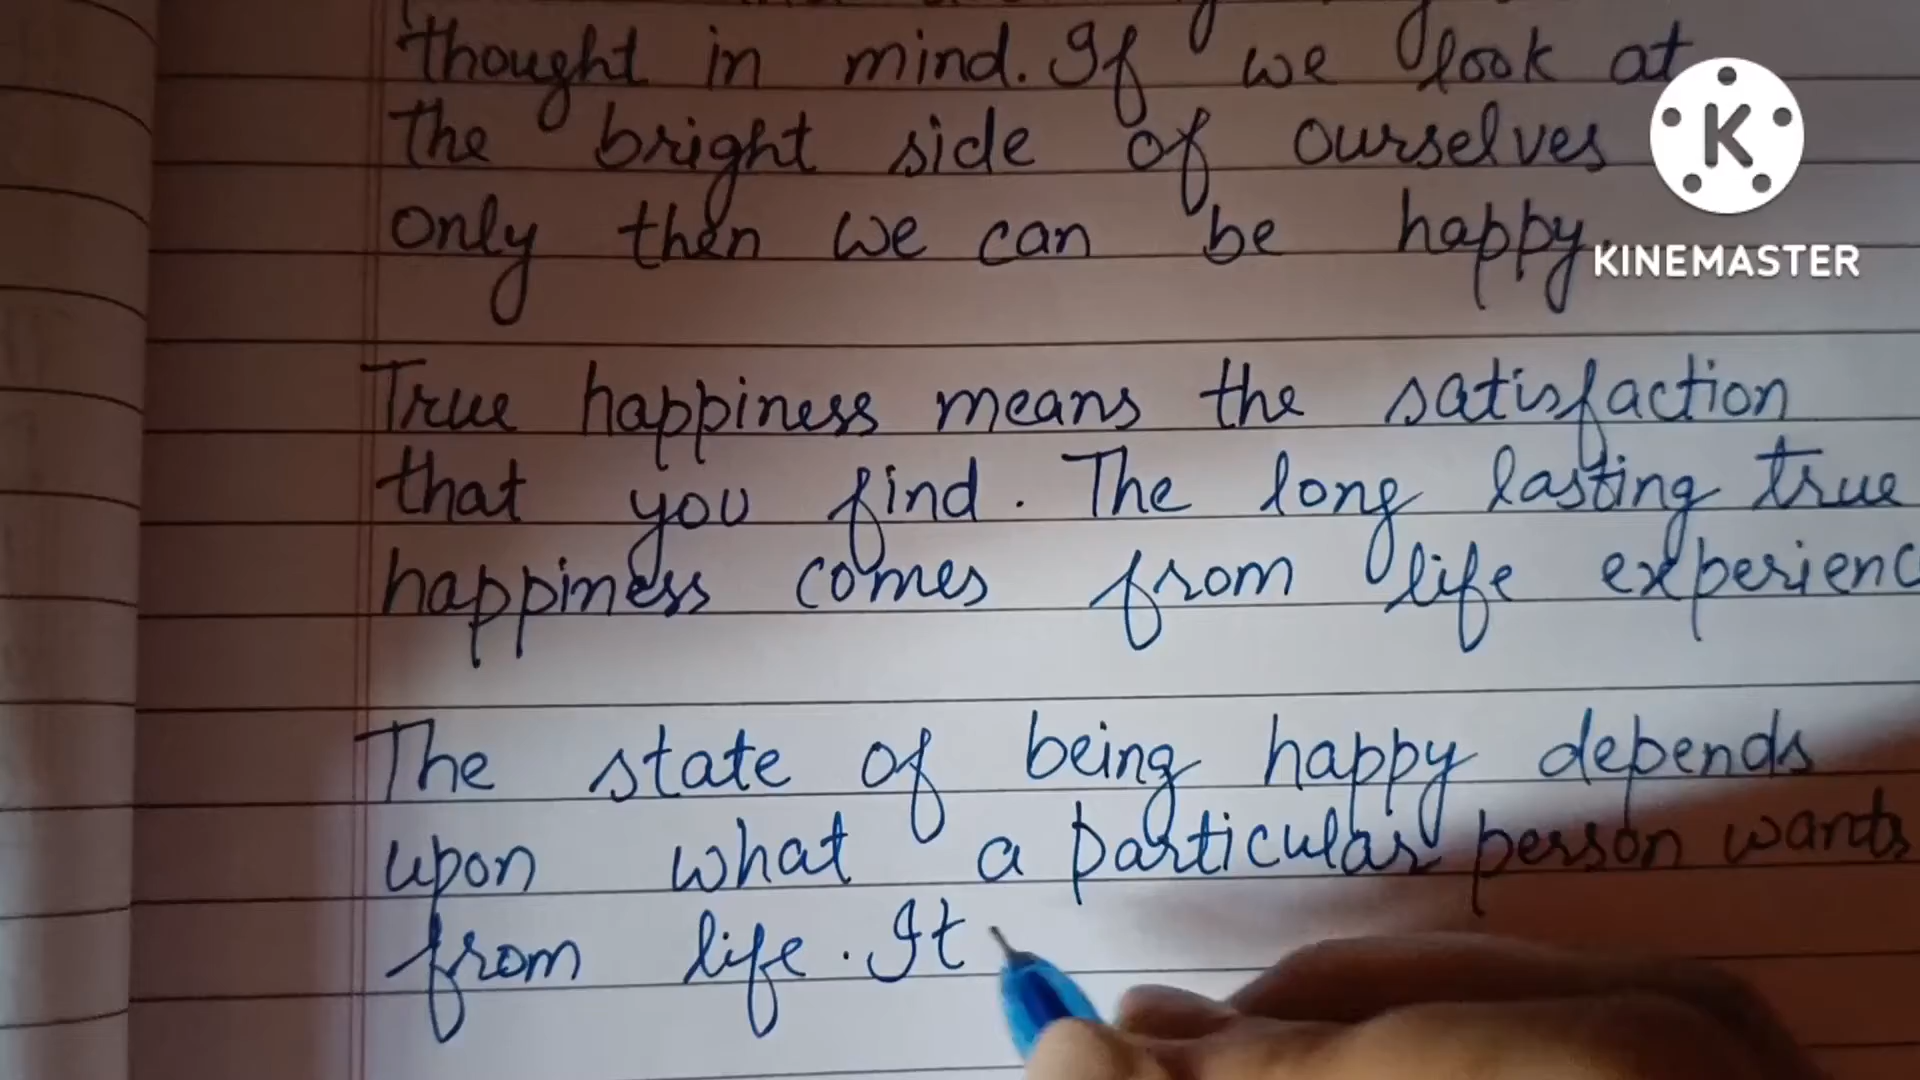 thought in mind. If we look at
the bright side of ourselves
only then we can be happy.
K
KINEMASTER
True happiness means the satisfaction
that you find. The long lasting true
happiness comes from life experienc
The state of being happy depends
upon what a particular person wants
from life. It